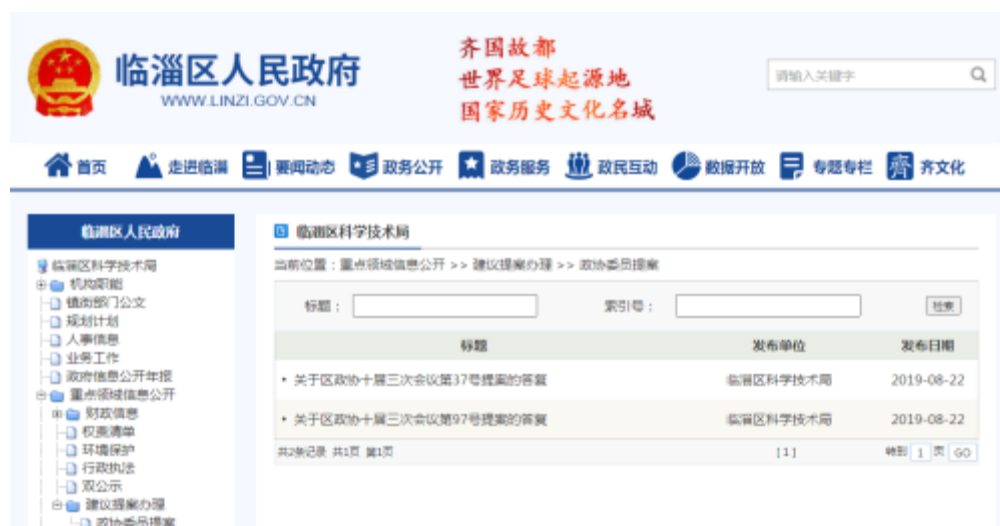 临淄区人民政府
WWW.LINZI.GOV.CN
齐国故都
世界足球起源地
国家历史文化名城
请输入关键字
首页 走进临淄 要闻动态 政务公开 政务服务 政民互动 数据开放 专题专栏 齐文化
临淄区人民政府
临淄区科学技术局
机构职能
镇街部门公文
规划计划
人事信息
业务工作
政府信息公开年报
重点领域信息公开
财政信息
权责清单
环境保护
行政执法
双公示
建议提案办理
政协委员提案
临淄区科学技术局
当前位置：重点领域信息公开 >> 建议提案办理 >> 政协委员提案
标题： 索引号： 检索
标题 发布单位 发布日期
• 关于区政协十届三次会议第37号提案的答复 临淄区科学技术局 2019-08-22
• 关于区政协十届三次会议第97号提案的答复 临淄区科学技术局 2019-08-22
共2条记录 共1页 第1页 [1] 转到 1 页 GO